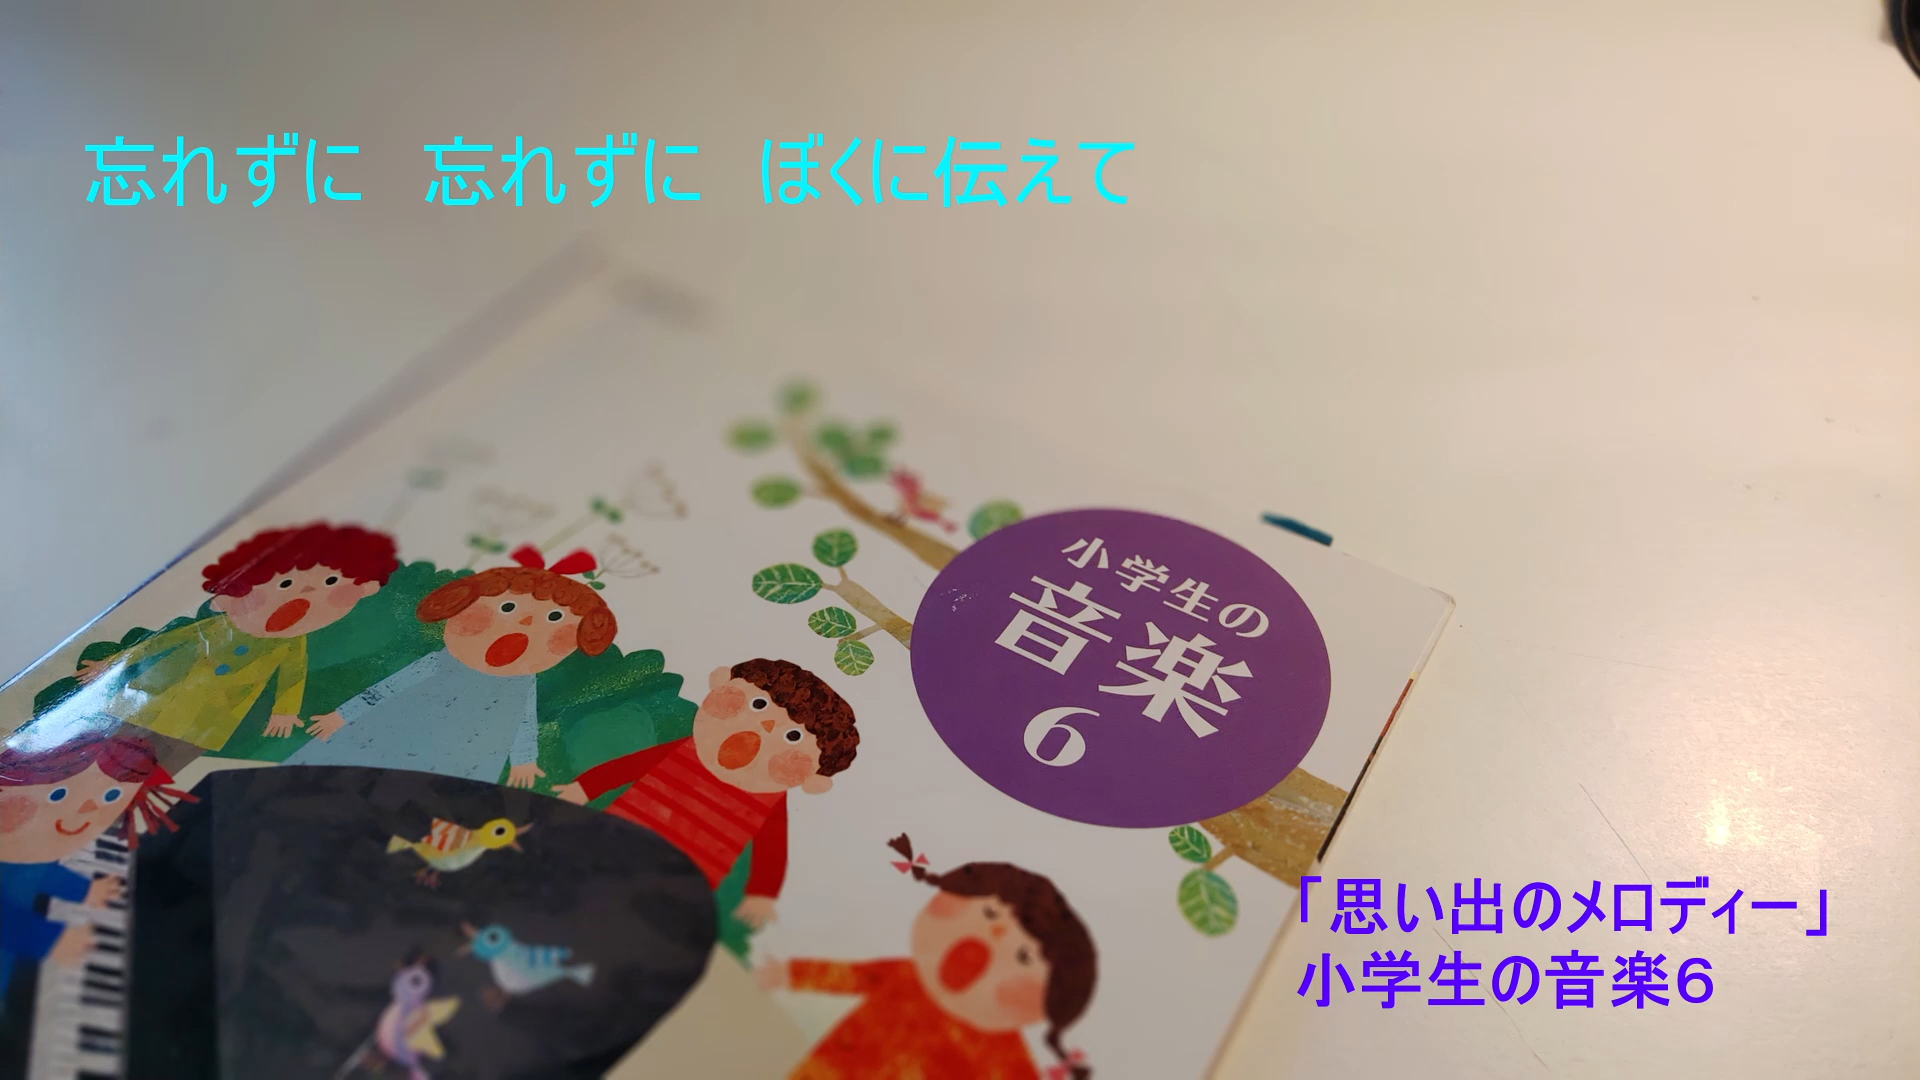 忘れずに　忘れずに　ぼくに伝えて
小学生の
音楽
6
「思い出のメロディー」
小学生の音楽６